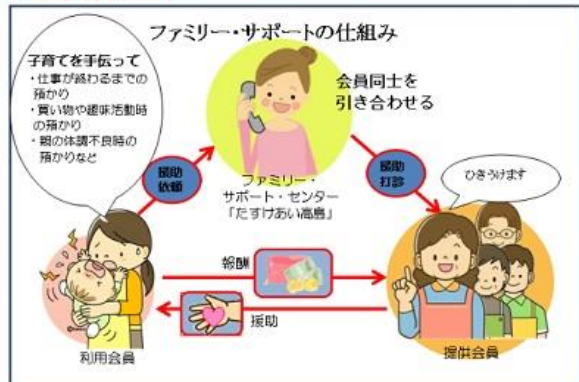 ファミリー・サポートの仕組み
子育てを手伝って
・仕事が終わるまでの
預かり
・買い物や趣味活動時
の預かり
・親の体調不良時の
預かりなど
会員同士を
引き合わせる
援助
依頼
ファミリー・
サポート・センター
「たすけあい高島」
援助
打診
ひきうけます
報酬
援助
利用会員
提供会員